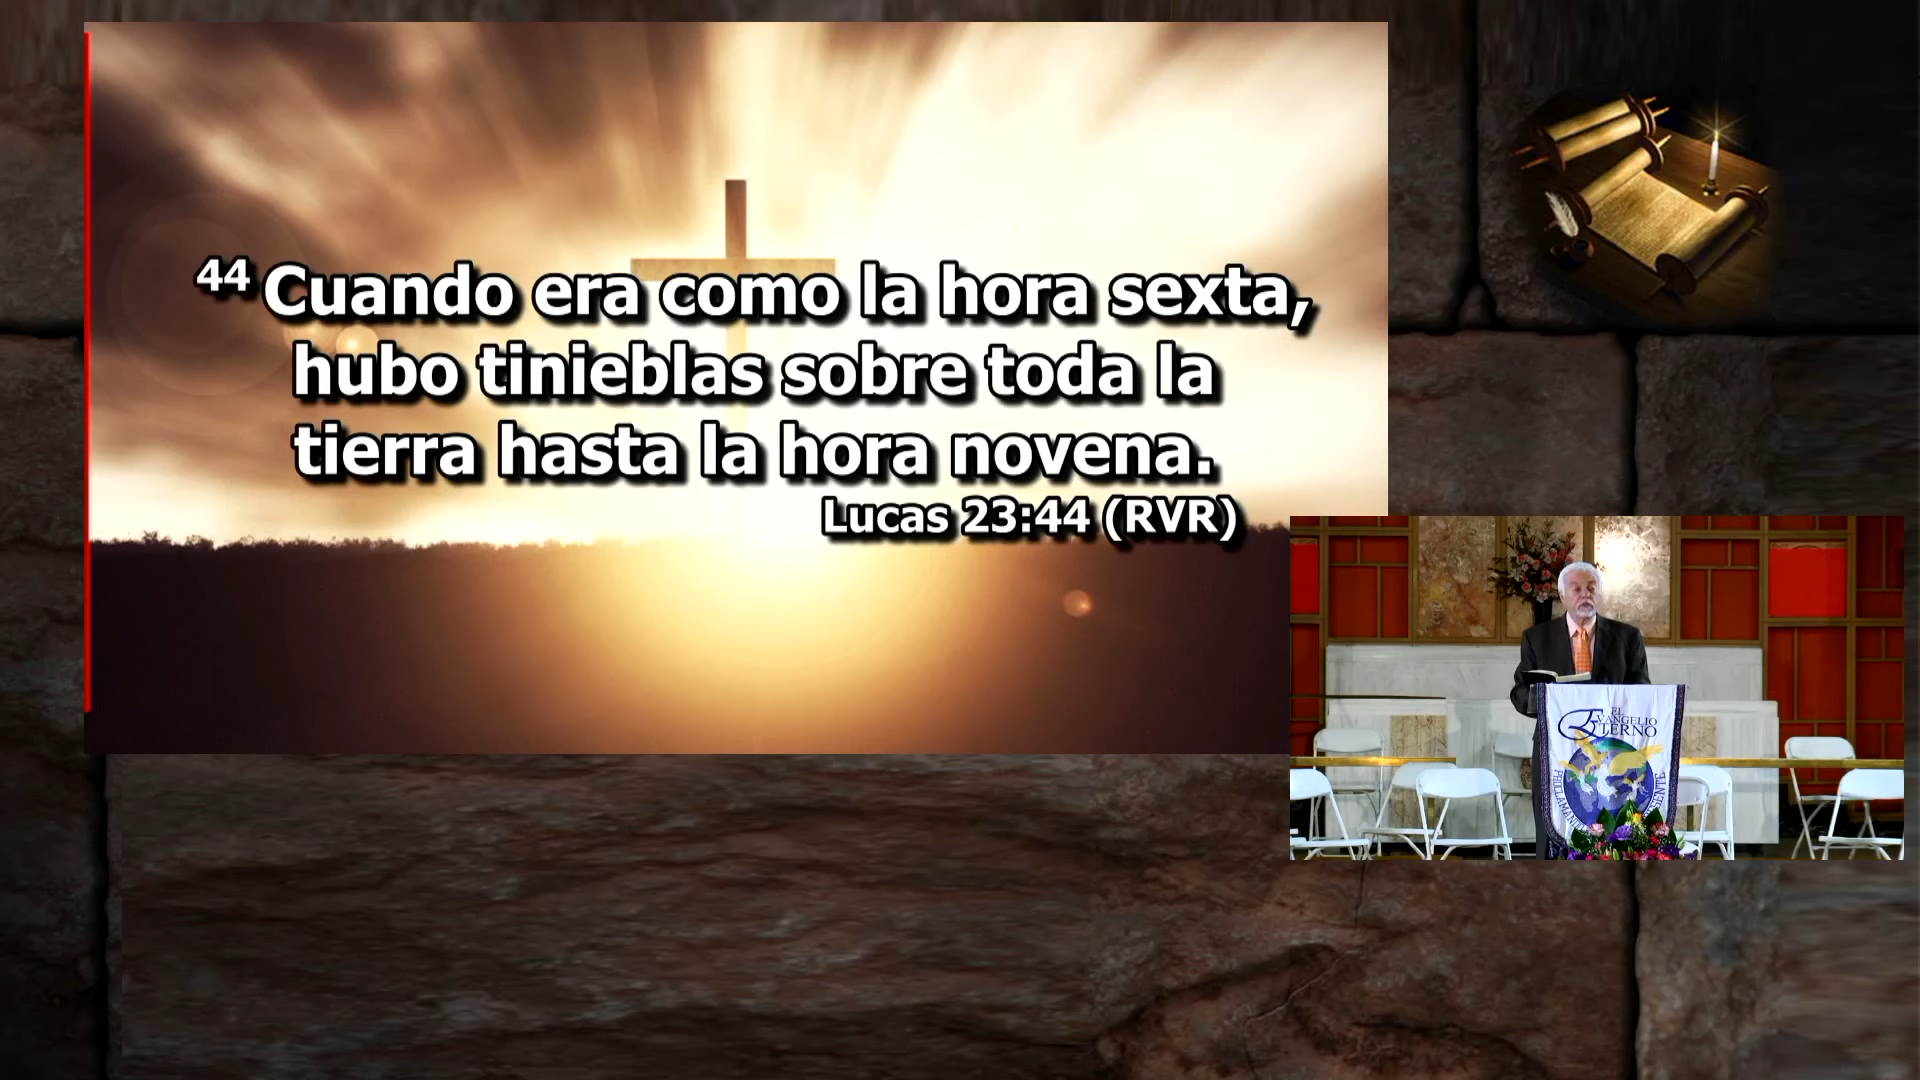 44 Cuando era como la hora sexta,
hubo tinieblas sobre toda la
tierra hasta la hora novena.
Lucas 23:44 (RVR)
EL
EVANGELIO
ETERNO